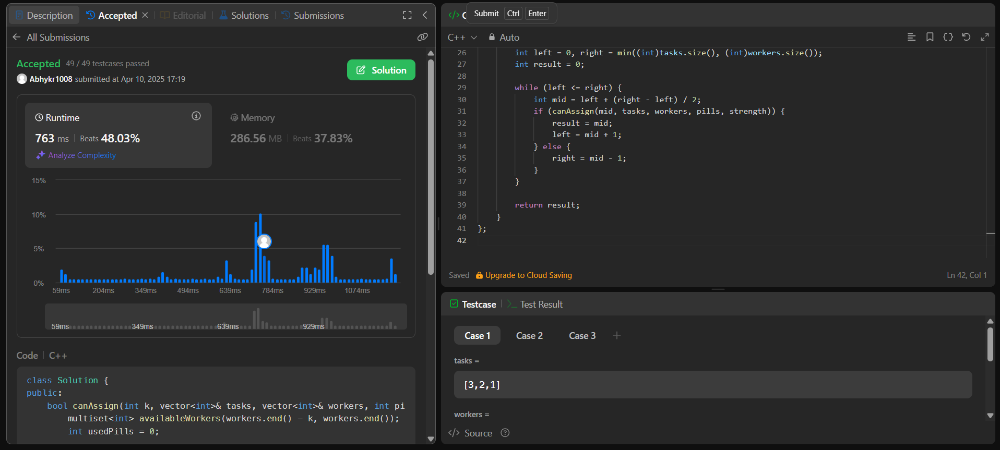 Description
Accepted
Editorial
Solutions
Submissions
All Submissions
Accepted 49 / 49 testcases passed
Abhykr1008 submitted at Apr 10, 2025 17:19
Solution
Runtime
763 ms Beats 48.03%
Analyze Complexity
Memory
286.56 MB Beats 37.83%
15%
10%
5%
0%
59ms 204ms 349ms 494ms 639ms 784ms 929ms 1074ms
59ms 349ms 639ms 929ms
Code C++
class Solution {
public:
    bool canAssign(int k, vector<int>& tasks, vector<int>& workers, int pi
        multiset<int> availableWorkers(workers.end() - k, workers.end());
        int usedPills = 0;
Submit Ctrl Enter
C++ Auto
26 int left = 0, right = min((int)tasks.size(), (int)workers.size());
27 int result = 0;
28
29 while (left <= right) {
30     int mid = left + (right - left) / 2;
31     if (canAssign(mid, tasks, workers, pills, strength)) {
32         result = mid;
33         left = mid + 1;
34     } else {
35         right = mid - 1;
36     }
37 }
38
39 return result;
40 }
41 };
42
Saved Upgrade to Cloud Saving
Ln 42, Col 1
Testcase
Test Result
Case 1 Case 2 Case 3
tasks =
[3,2,1]
workers =
Source